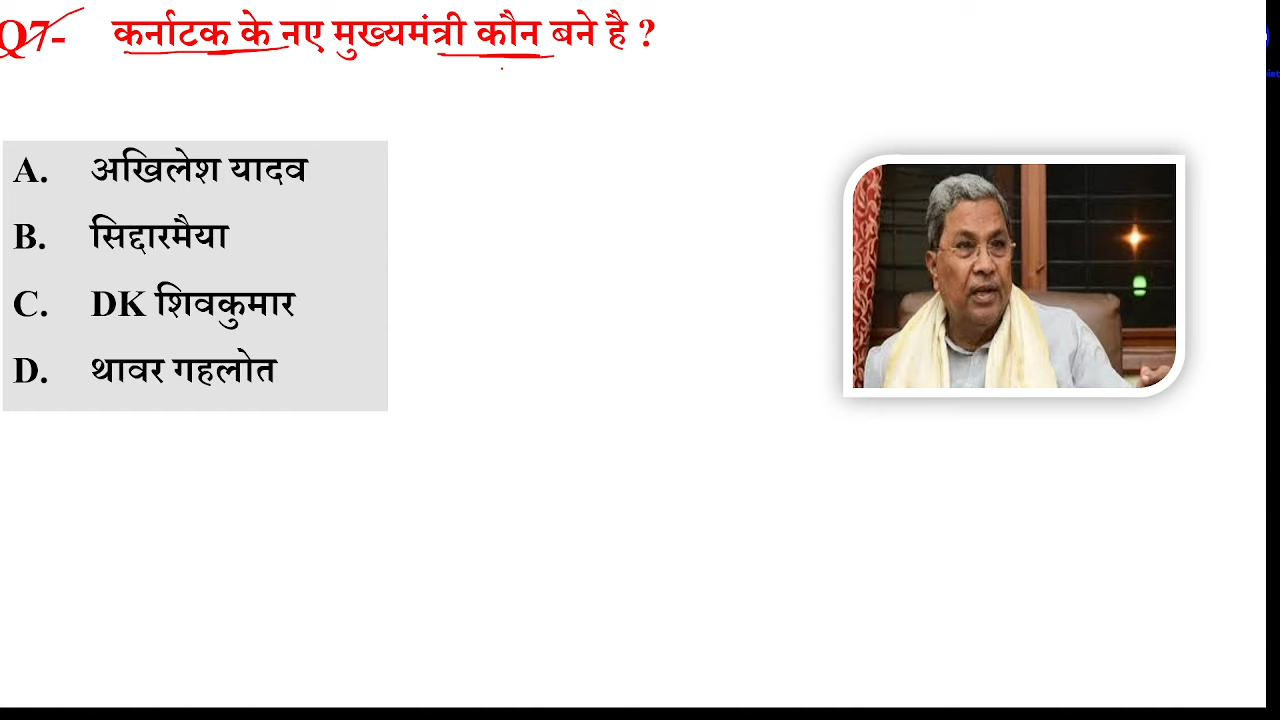 Q7- कर्नाटक के नए मुख्यमंत्री कौन बने है ?
A. अखिलेश यादव
B. सिद्दारमैया
C. DK शिवकुमार
D. थावर गहलोत